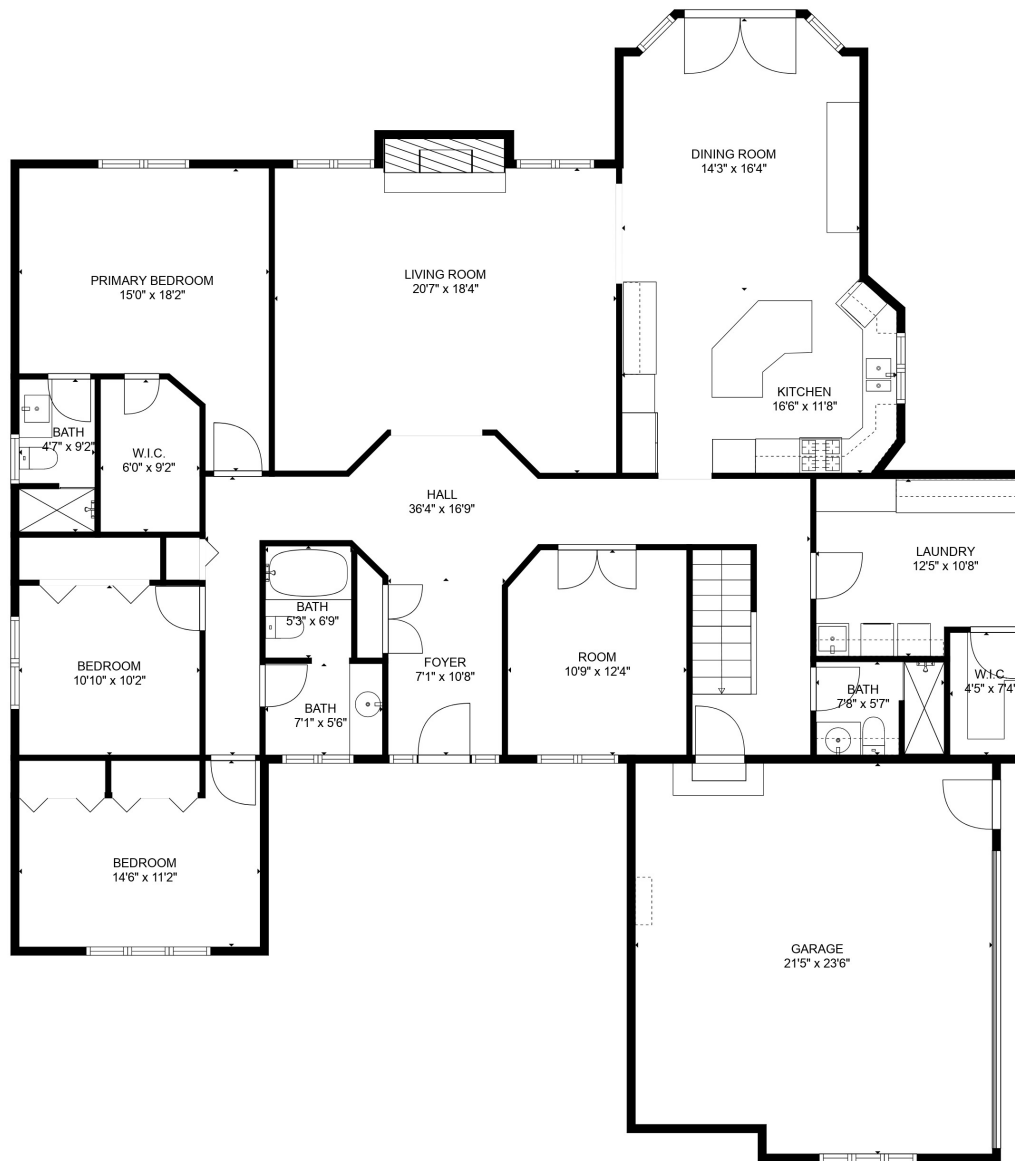 DINING ROOM
14'3" x 16'4"
PRIMARY BEDROOM
15'0" x 18'2"
LIVING ROOM
20'7" x 18'4"
KITCHEN
16'6" x 11'8"
BATH
4'7" x 9'2"
W.I.C.
6'0" x 9'2"
HALL
36'4" x 16'9"
LAUNDRY
12'5" x 10'8"
BATH
5'3" x 6'9"
BEDROOM
10'10" x 10'2"
FOYER
7'1" x 10'8"
ROOM
10'9" x 12'4"
W.I.C.
4'5" x 7'4"
BATH
7'8" x 5'7"
BATH
7'1" x 5'6"
BEDROOM
14'6" x 11'2"
GARAGE
21'5" x 23'6"